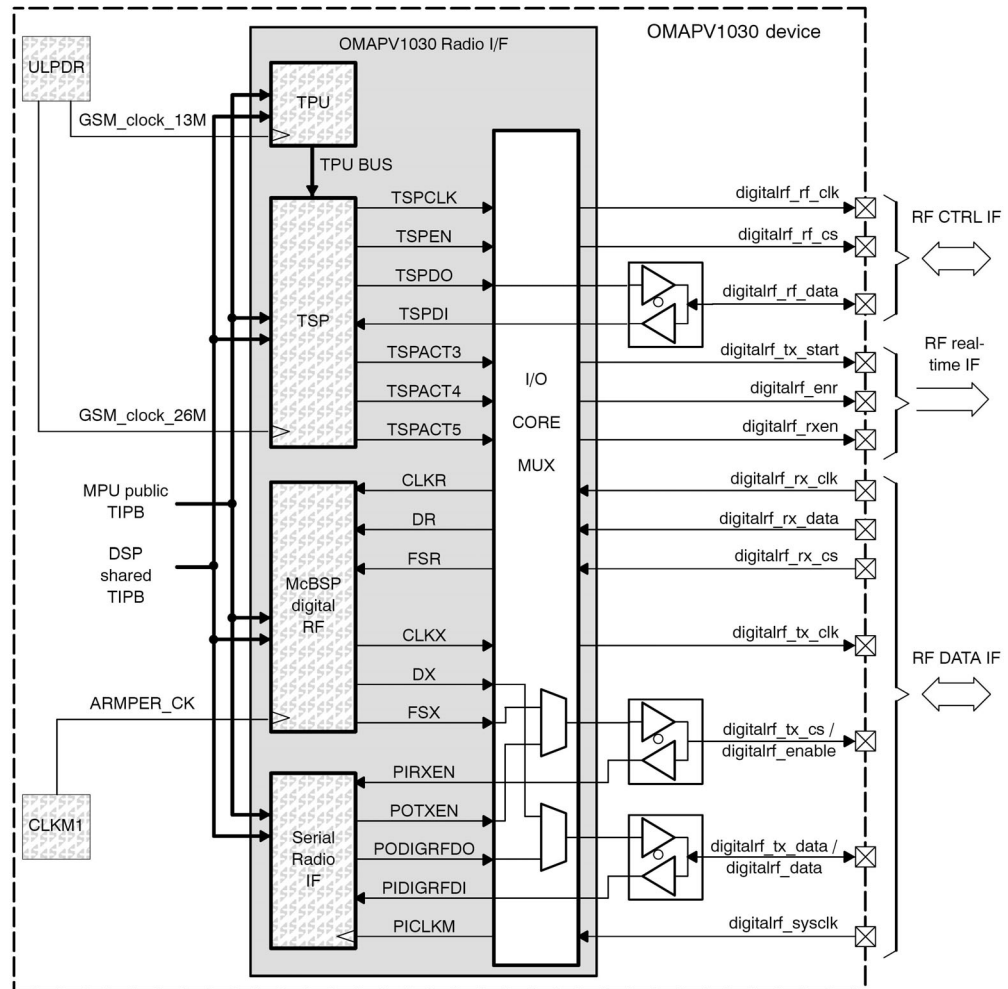 OMAPV1030 device
OMAPV1030 Radio I/F
ULPDR
TPU
GSM_clock_13M
TPU BUS
TSPCLK
digitalrf_rf_clk
RF CTRL IF
TSPEN
digitalrf_rf_cs
TSPDO
digitalrf_rf_data
TSP
TSPDI
TSPACT3
digitalrf_tx_start
RF real-
time IF
I/O
CORE
MUX
TSPACT4
digitalrf_enr
GSM_clock_26M
TSPACT5
digitalrf_rxen
CLKR
digitalrf_rx_clk
MPU public
TIPB
DR
digitalrf_rx_data
DSP
shared
TIPB
FSR
digitalrf_rx_cs
McBSP
digital
RF
CLKX
digitalrf_tx_clk
RF DATA IF
DX
ARMPER_CK
FSX
digitalrf_tx_cs /
digitalrf_enable
PIRXEN
CLKM1
POTXEN
Serial
Radio
IF
PODIGRFDO
digitalrf_tx_data /
digitalrf_data
PIDIGRFDI
PICLKM
digitalrf_sysclk